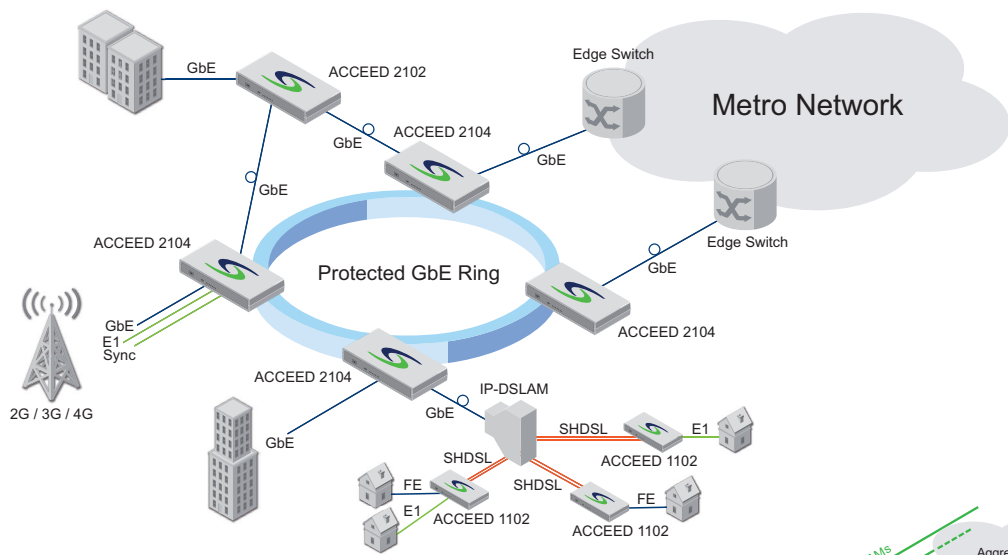 Edge Switch
GbE
ACCEED 2102
Metro Network
ACCEED 2104
GbE
GbE
GbE
ACCEED 2104
Edge Switch
Protected GbE Ring
GbE
GbE
E1
Sync
ACCEED 2104
ACCEED 2104
IP-DSLAM
2G / 3G / 4G
GbE
GbE
SHDSL
E1
SHDSL
ACCEED 1102
SHDSL
FE
FE
E1
ACCEED 1102
ACCEED 1102